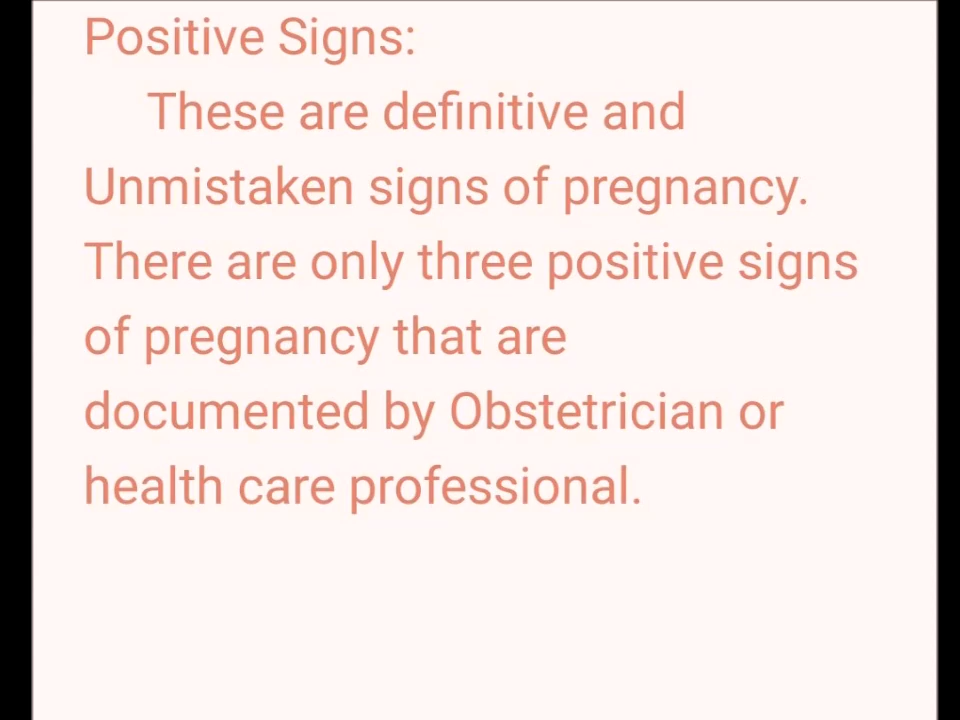 Positive Signs:
These are definitive and
Unmistaken signs of pregnancy.
There are only three positive signs
of pregnancy that are
documented by Obstetrician or
health care professional.